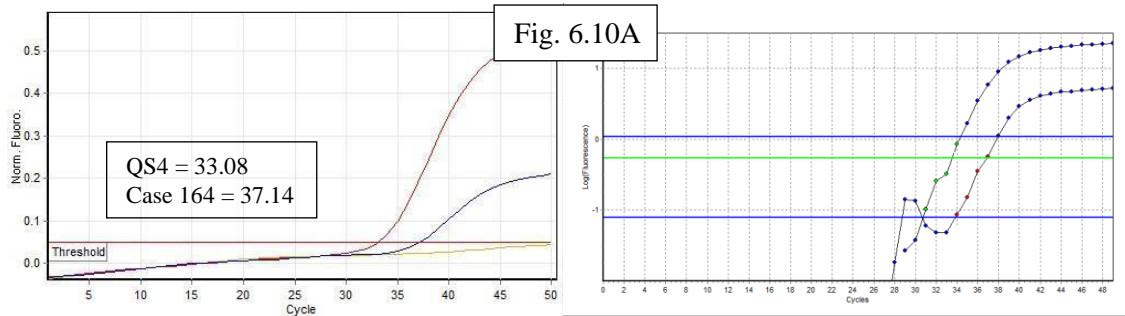 Fig. 6.10A
Norm. Fluoro.
0.5
0.4
0.3
0.2
0.1
0.0
QS4 = 33.08
Case 164 = 37.14
Threshold
5 10 15 20 25 30 35 40 45 50
Cycle
Log(Fluorescence)
1
0
-1
0 2 4 6 8 10 12 14 16 18 20 22 24 26 28 30 32 34 36 38 40 42 44 46 48
Cycles